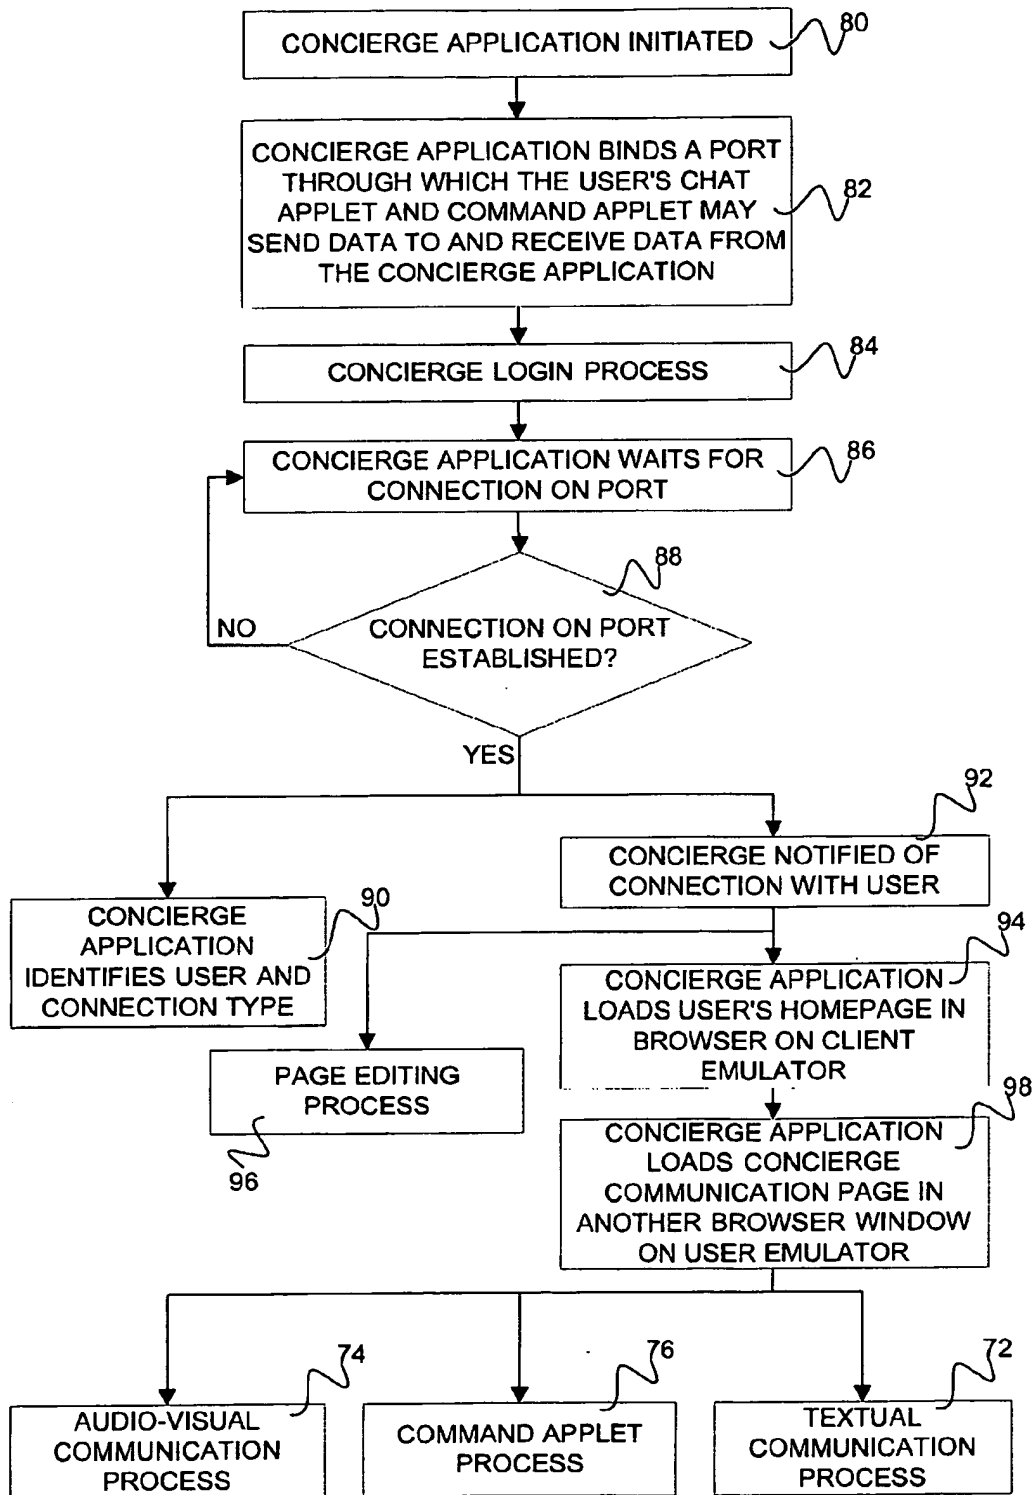 CONCIERGE APPLICATION INITIATED
80
CONCIERGE APPLICATION BINDS A PORT
THROUGH WHICH THE USER'S CHAT
APPLET AND COMMAND APPLET MAY
SEND DATA TO AND RECEIVE DATA FROM
THE CONCIERGE APPLICATION
82
CONCIERGE LOGIN PROCESS
84
CONCIERGE APPLICATION WAITS FOR
CONNECTION ON PORT
86
88
CONNECTION ON PORT
ESTABLISHED?
NO
YES
92
CONCIERGE NOTIFIED OF
CONNECTION WITH USER
90
CONCIERGE
APPLICATION
IDENTIFIES USER AND
CONNECTION TYPE
94
CONCIERGE APPLICATION
LOADS USER'S HOMEPAGE IN
BROWSER ON CLIENT
EMULATOR
PAGE EDITING
PROCESS
96
98
CONCIERGE APPLICATION
LOADS CONCIERGE
COMMUNICATION PAGE IN
ANOTHER BROWSER WINDOW
ON USER EMULATOR
74
AUDIO-VISUAL
COMMUNICATION
PROCESS
76
COMMAND APPLET
PROCESS
72
TEXTUAL
COMMUNICATION
PROCESS